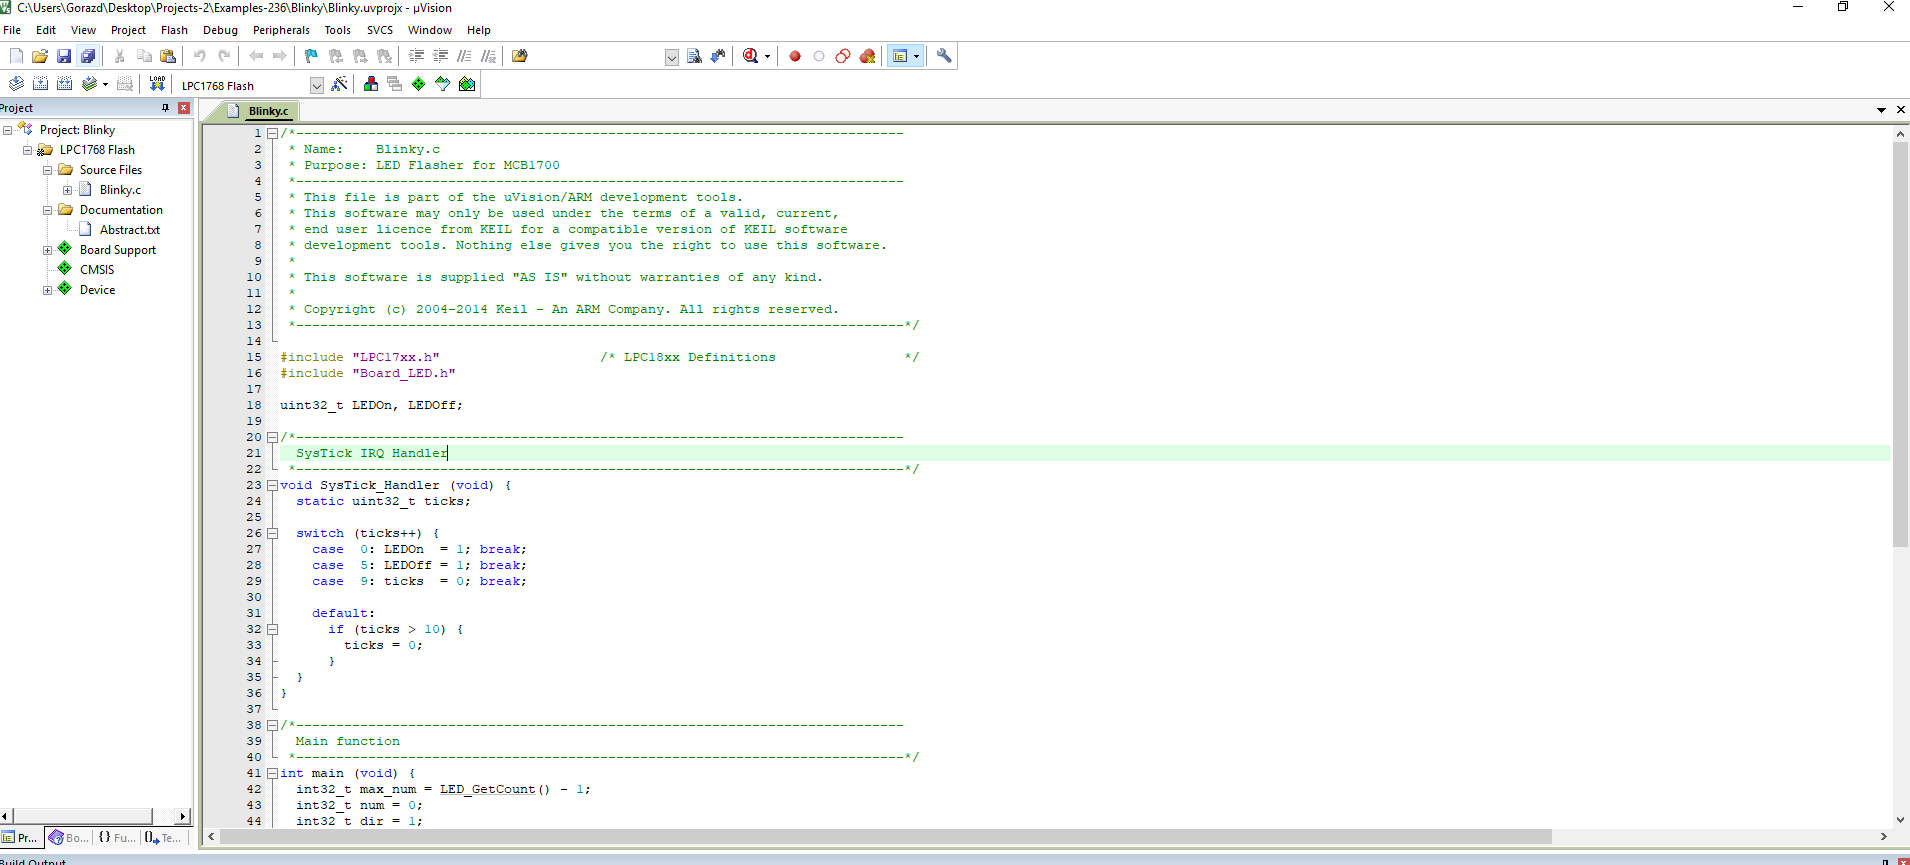 C:\Users\Gorazd\Desktop\Projects-2\Examples-236\Blinky\Blinky.uvprojx - µVision
File Edit View Project Flash Debug Peripherals Tools SVCS Window Help
LOAD LPC1768 Flash
Project
Project: Blinky
LPC1768 Flash
Source Files
Blinky.c
Documentation
Abstract.txt
Board Support
CMSIS
Device
Pr... Bo... {} Fu... Te...
Blinky.c
1 /*----------------------------------------------------------------------------
2  * Name:    Blinky.c
3  * Purpose: LED Flasher for MCB1700
4  *----------------------------------------------------------------------------
5  * This file is part of the uVision/ARM development tools.
6  * This software may only be used under the terms of a valid, current,
7  * end user licence from KEIL for a compatible version of KEIL software
8  * development tools. Nothing else gives you the right to use this software.
9  *
10  * This software is supplied "AS IS" without warranties of any kind.
11  *
12  * Copyright (c) 2004-2014 Keil - An ARM Company. All rights reserved.
13  *----------------------------------------------------------------------------*/
14
15 #include "LPC17xx.h"                    /* LPC18xx Definitions                */
16 #include "Board_LED.h"
17
18 uint32_t LEDOn, LEDOff;
19
20 /*----------------------------------------------------------------------------
21   SysTick IRQ Handler
22  *----------------------------------------------------------------------------*/
23 void SysTick_Handler (void) {
24   static uint32_t ticks;
25
26   switch (ticks++) {
27     case  0: LEDOn  = 1; break;
28     case  5: LEDOff = 1; break;
29     case  9: ticks  = 0; break;
30
31     default:
32       if (ticks > 10) {
33         ticks = 0;
34       }
35   }
36 }
37
38 /*----------------------------------------------------------------------------
39   Main function
40  *----------------------------------------------------------------------------*/
41 int main (void) {
42   int32_t max_num = LED_GetCount() - 1;
43   int32_t num = 0;
44   int32_t dir = 1;
Build Output